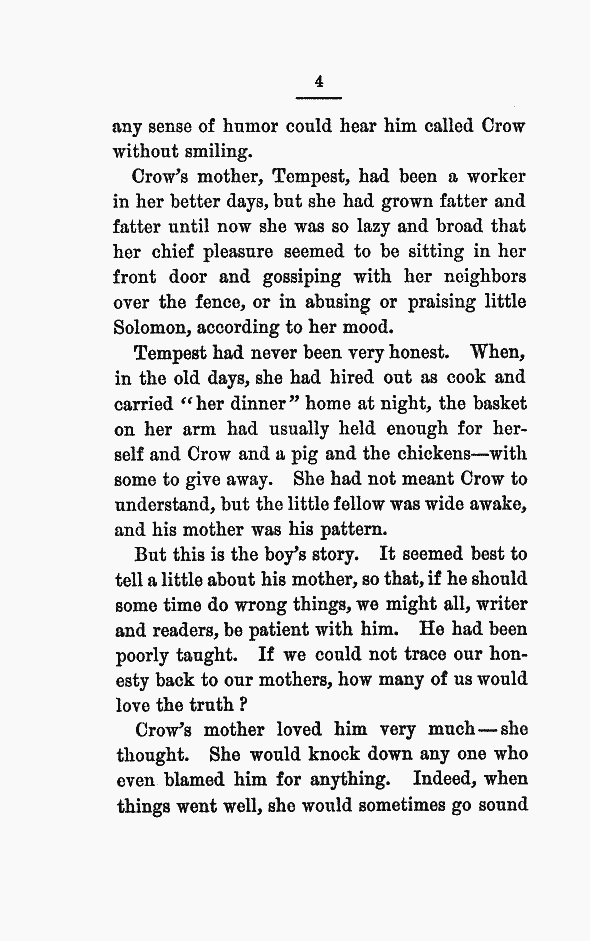 4
any sense of humor could hear him called Crow
without smiling.
Crow's mother, Tempest, had been a worker
in her better days, but she had grown fatter and
fatter until now she was so lazy and broad that
her chief pleasure seemed to be sitting in her
front door and gossiping with her neighbors
over the fence, or in abusing or praising little
Solomon, according to her mood.
Tempest had never been very honest. When,
in the old days, she had hired out as cook and
carried "her dinner" home at night, the basket
on her arm had usually held enough for her-
self and Crow and a pig and the chickens—with
some to give away. She had not meant Crow to
understand, but the little fellow was wide awake,
and his mother was his pattern.
But this is the boy's story. It seemed best to
tell a little about his mother, so that, if he should
some time do wrong things, we might all, writer
and readers, be patient with him. He had been
poorly taught. If we could not trace our hon-
esty back to our mothers, how many of us would
love the truth?
Crow's mother loved him very much—she
thought. She would knock down any one who
even blamed him for anything. Indeed, when
things went well, she would sometimes go sound